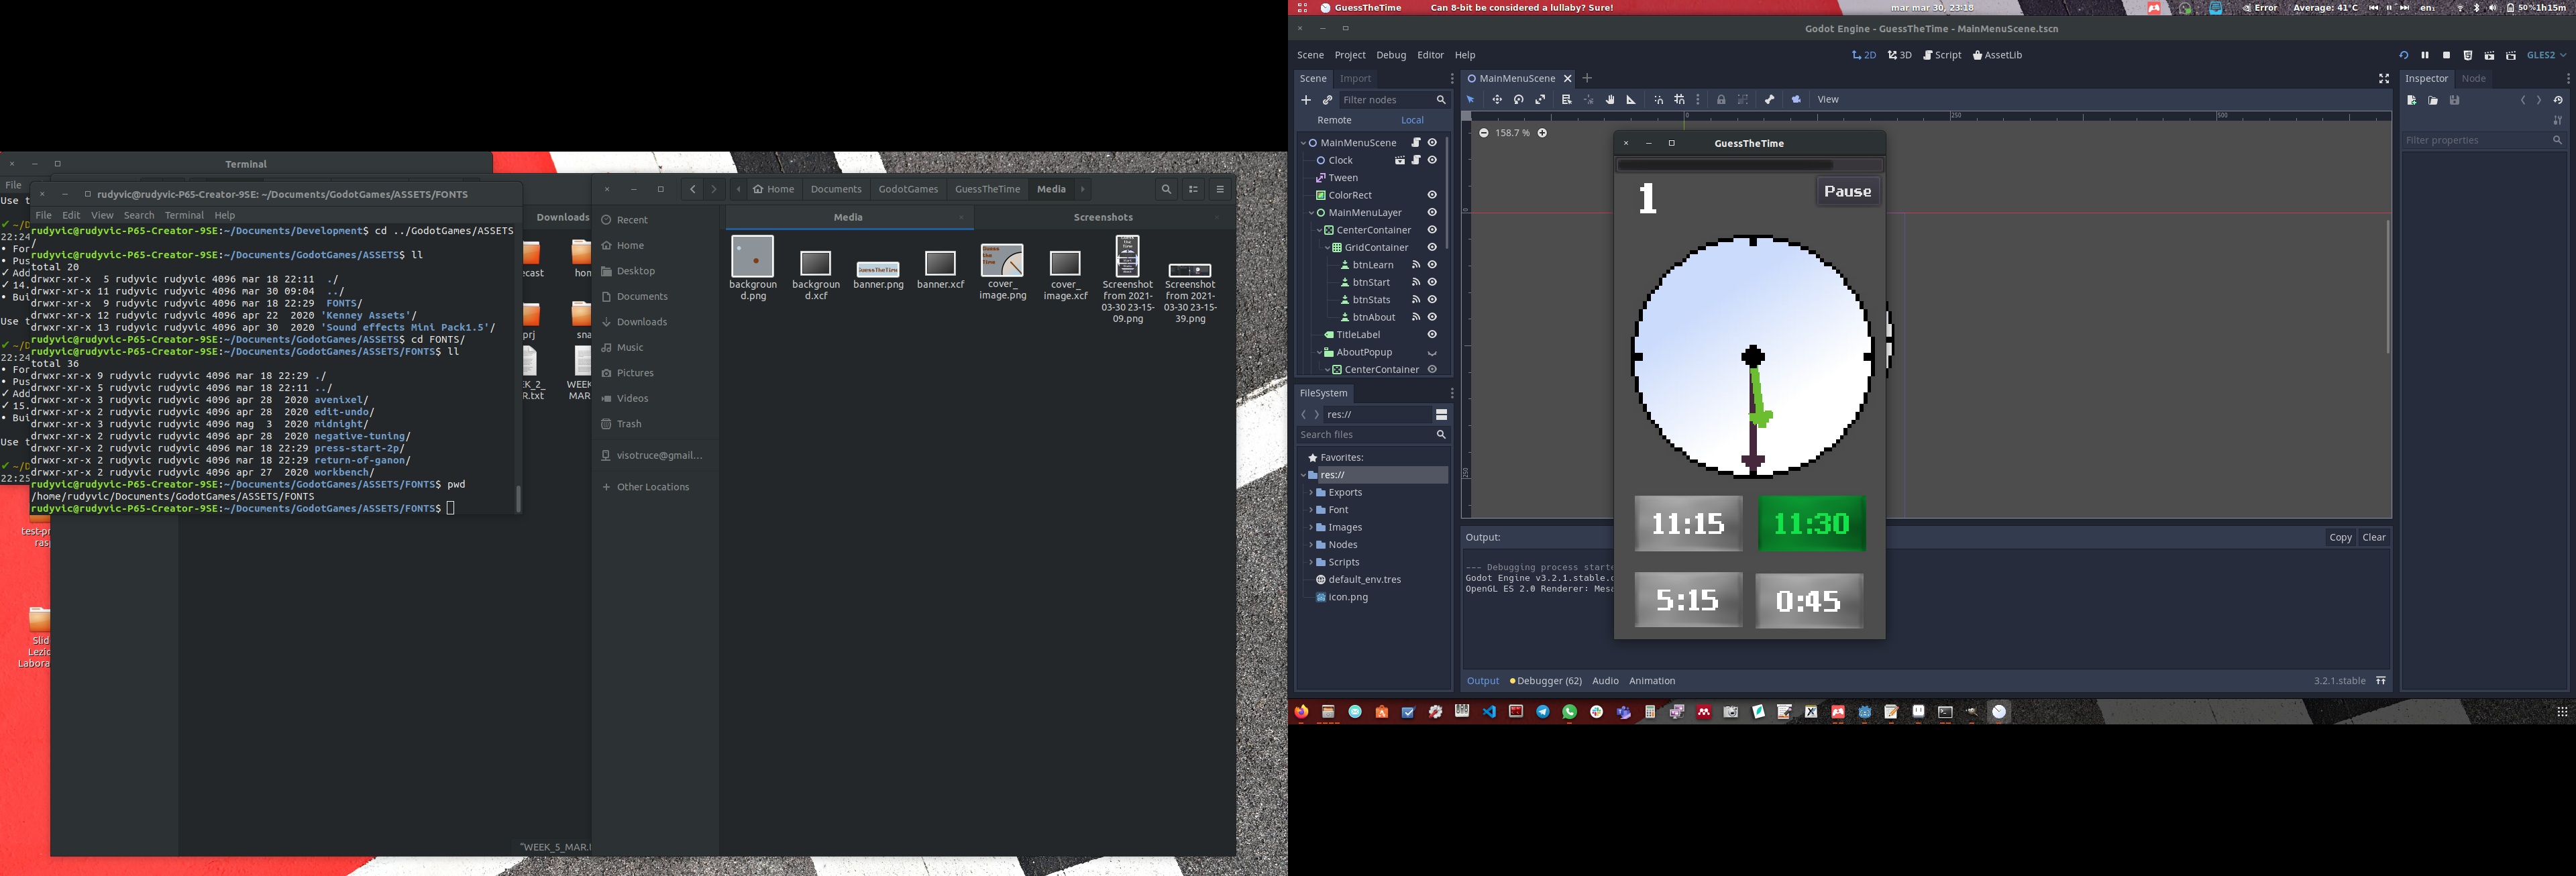 Terminal
File
Use t
rudyvic@rudyvic-P65-Creator-9SE: ~/Documents/GodotGames/ASSETS/FONTS
File Edit View Search Terminal Help
rudyvic@rudyvic-P65-Creator-9SE:~/Documents/Development$ cd ../GodotGames/ASSETS
/
rudyvic@rudyvic-P65-Creator-9SE:~/Documents/GodotGames/ASSETS$ ll
total 20
drwxr-xr-x  5 rudyvic rudyvic 4096 mar 18 22:11  ./
drwxr-xr-x 11 rudyvic rudyvic 4096 mar 30 09:04  ../
drwxr-xr-x  9 rudyvic rudyvic 4096 mar 18 22:29  FONTS/
drwxr-xr-x 12 rudyvic rudyvic 4096 apr 22  2020 'Kenney Assets'/
drwxr-xr-x 13 rudyvic rudyvic 4096 apr 30  2020 'Sound effects Mini Pack1.5'/
rudyvic@rudyvic-P65-Creator-9SE:~/Documents/GodotGames/ASSETS$ cd FONTS/
rudyvic@rudyvic-P65-Creator-9SE:~/Documents/GodotGames/ASSETS/FONTS$ ll
total 36
drwxr-xr-x 9 rudyvic rudyvic 4096 mar 18 22:29 ./
drwxr-xr-x 5 rudyvic rudyvic 4096 mar 18 22:11 ../
drwxr-xr-x 3 rudyvic rudyvic 4096 apr 28  2020 avenixel/
drwxr-xr-x 2 rudyvic rudyvic 4096 apr 28  2020 edit-undo/
drwxr-xr-x 3 rudyvic rudyvic 4096 mag  3  2020 midnight/
drwxr-xr-x 2 rudyvic rudyvic 4096 apr 28  2020 negative-tuning/
drwxr-xr-x 2 rudyvic rudyvic 4096 mar 18 22:29 press-start-2p/
drwxr-xr-x 2 rudyvic rudyvic 4096 mar 18 22:29 return-of-ganon/
drwxr-xr-x 2 rudyvic rudyvic 4096 apr 27  2020 workbench/
rudyvic@rudyvic-P65-Creator-9SE:~/Documents/GodotGames/ASSETS/FONTS$ pwd
/home/rudyvic/Documents/GodotGames/ASSETS/FONTS
rudyvic@rudyvic-P65-Creator-9SE:~/Documents/GodotGames/ASSETS/FONTS$
Downloads
Home Documents GodotGames GuessTheTime Media
Media Screenshots
Recent
Home
Desktop
Documents
Downloads
Music
Pictures
Videos
Trash
visotruce@gmail...
Other Locations
backgroun
d.png
backgroun
d.xcf
banner.png
banner.xcf
cover_
image.png
cover_
image.xcf
Screenshot
from 2021-
03-30 23-15-
09.png
Screenshot
from 2021-
03-30 23-15-
39.png
"WEEK_5_MAR.
GuessTheTime Can 8-bit be considered a lullaby? Sure! mar mar 30, 23:18 Error Average: 41°C en₁ 50 % 1h15m
Godot Engine - GuessTheTime - MainMenuScene.tscn
Scene Project Debug Editor Help 2D 3D Script AssetLib GLES2
Scene Import
Filter nodes
Remote Local
MainMenuScene
Clock
Tween
ColorRect
MainMenuLayer
CenterContainer
GridContainer
btnLearn
btnStart
btnStats
btnAbout
TitleLabel
AboutPopup
CenterContainer
FileSystem
res://
Search files
Favorites:
res://
Exports
Font
Images
Nodes
Scripts
default_env.tres
icon.png
MainMenuScene
View
0 250 500
158.7 %
GuessTheTime
1
Pause
11:15 11:30
5:15 0:45
Output: Copy Clear
--- Debugging process starte
Godot Engine v3.2.1.stable.
OpenGL ES 2.0 Renderer: Mesa
Output Debugger (62) Audio Animation 3.2.1.stable
Inspector Node
Filter properties